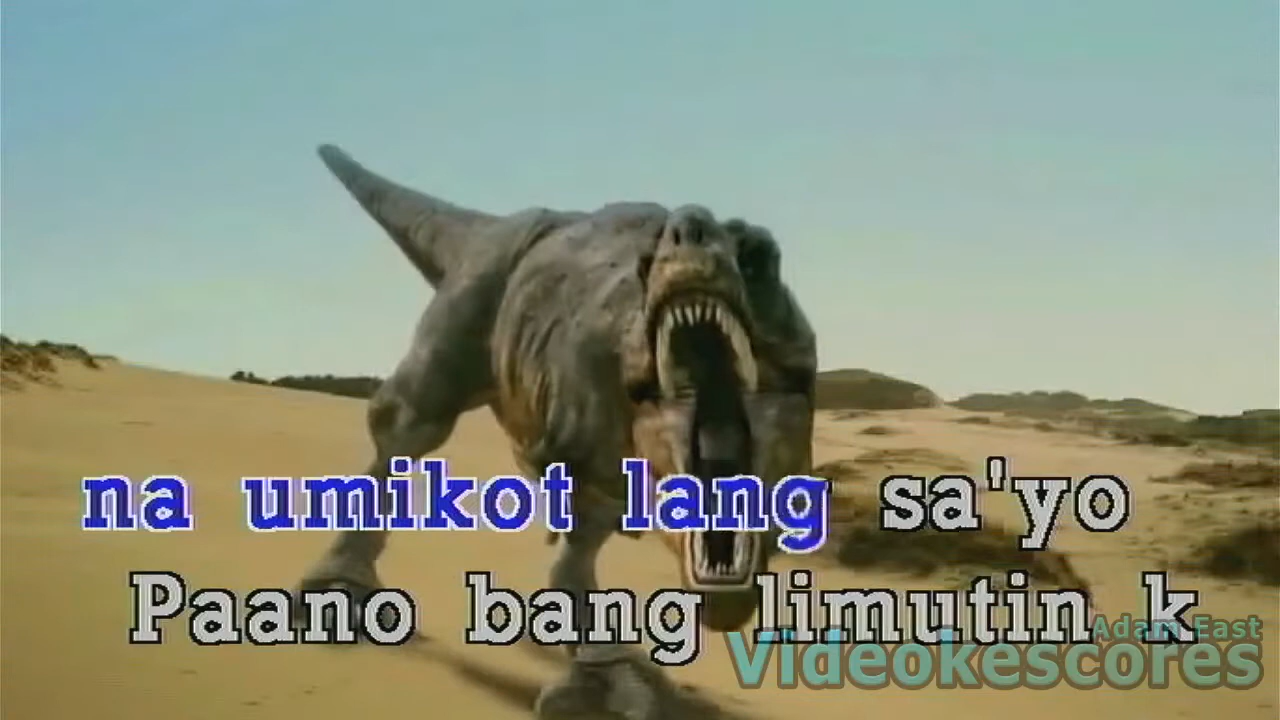 na umikot lang sa'yo
Paano bang limutin k
Adam East
Videokescores